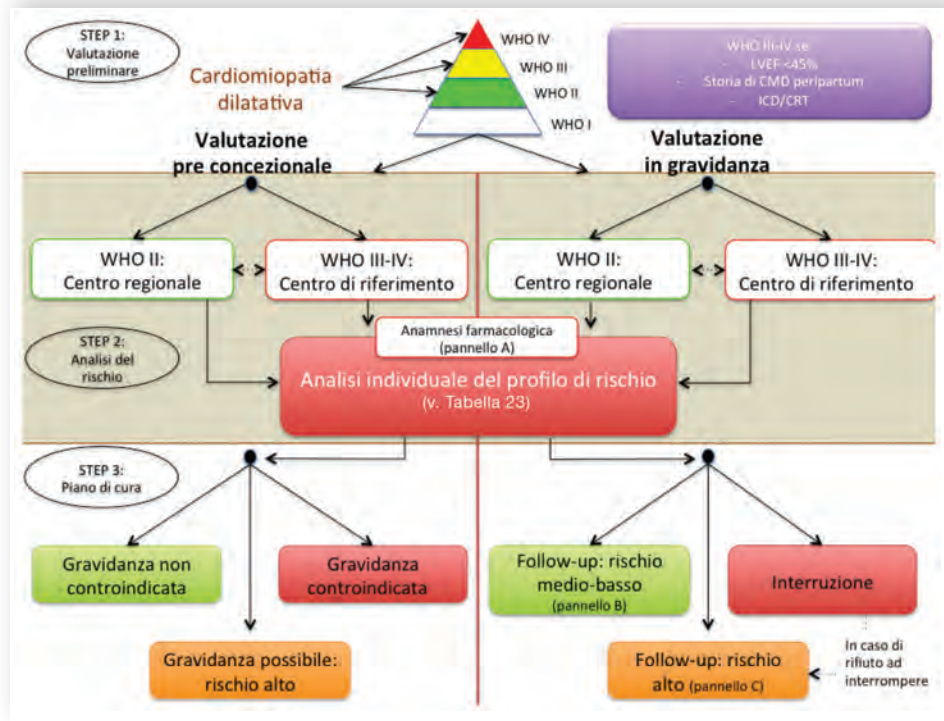 STEP 1:
Valutazione
preliminare
Cardiomiopatia
dilatativa
WHO IV
WHO III
WHO II
WHO I
WHO III-IV se
- LVEF <45%
- Storia di CMD peripartum
- ICD/CRT
Valutazione
pre concezionale
Valutazione
in gravidanza
WHO II:
Centro regionale
WHO III-IV:
Centro di riferimento
WHO II:
Centro regionale
WHO III-IV:
Centro di riferimento
STEP 2:
Analisi del
rischio
Anamnesi farmacologica
(pannello A)
Analisi individuale del profilo di rischio
(v. Tabella 23)
STEP 3:
Piano di cura
Gravidanza non
controindicata
Gravidanza
controindicata
Gravidanza possibile:
rischio alto
Follow-up: rischio
medio-basso
(pannello B)
Interruzione
Follow-up: rischio
alto (pannello C)
In caso di
rifiuto ad
interrompere